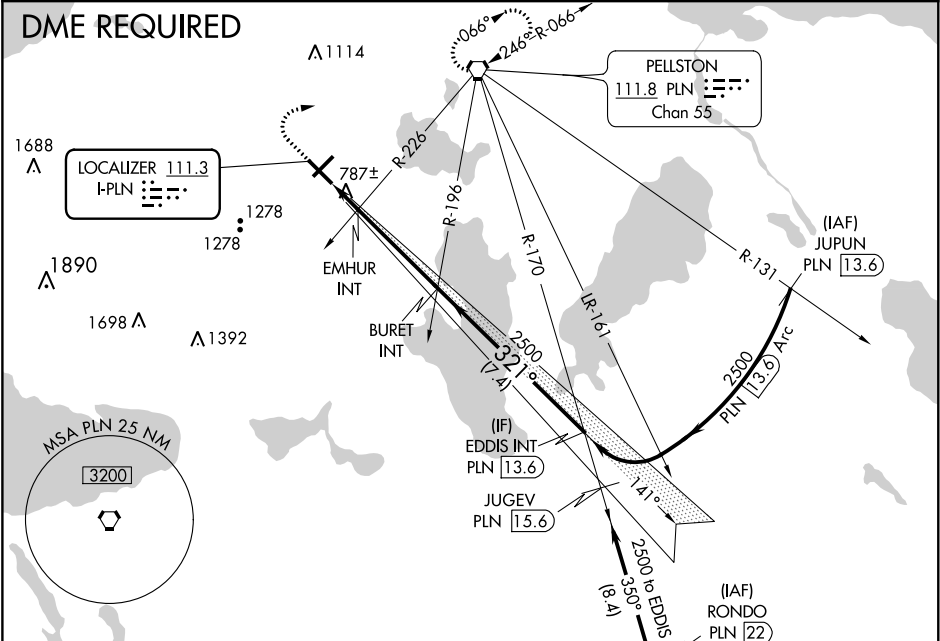 DME REQUIRED
1114
066°
246°
R-066
PELLSTON
111.8 PLN
Chan 55
1688
LOCALIZER 111.3
I-PLN
787±
R-226
R-196
R-170
LR-161
R-131
(IAF)
JUPUN
PLN 13.6
1278
1278
1890
EMHUR
INT
1698
1392
BURET
INT
2500
321°
(7.4)
2500
PLN 13.6 Arc
MSA PLN 25 NM
3200
(IF)
EDDIS INT
PLN 13.6
141°
JUGEV
PLN 15.6
2500 to EDDIS
350°
(8.4)
(IAF)
RONDO
PLN 22